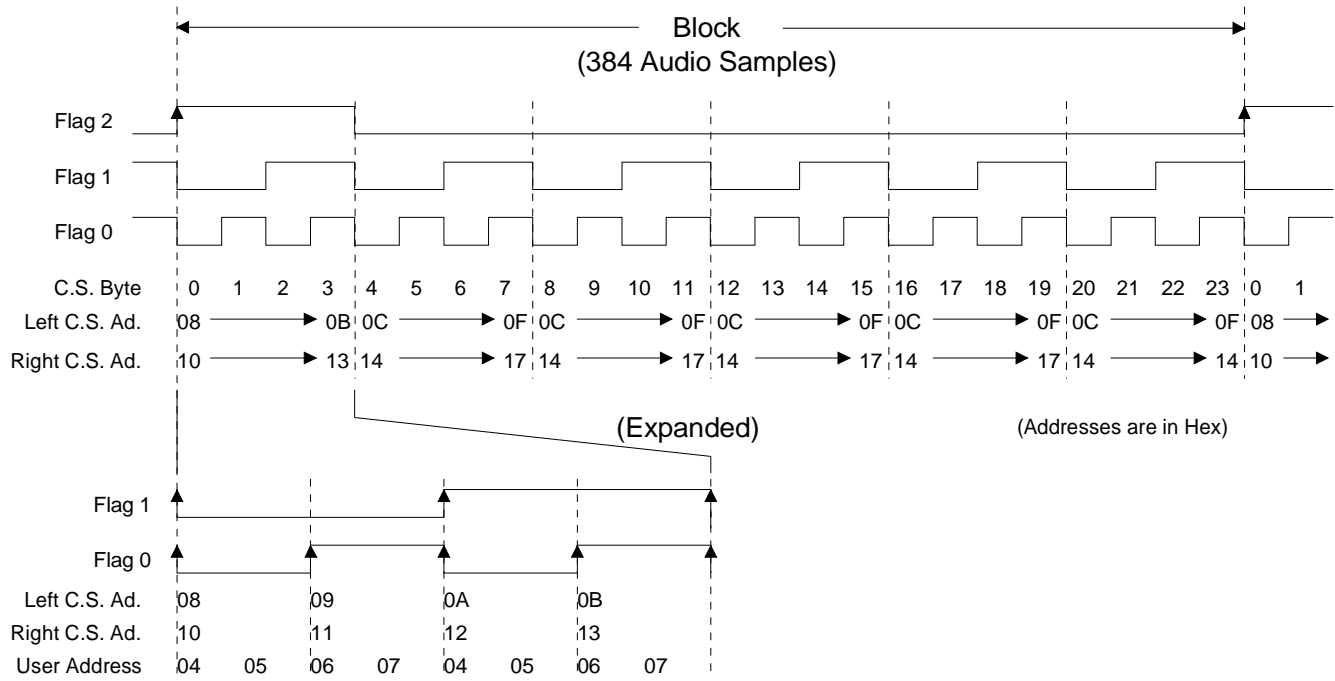 Block
(384 Audio Samples)
Flag 2
Flag 1
Flag 0
C.S. Byte 0 1 2 3 4 5 6 7 8 9 10 11 12 13 14 15 16 17 18 19 20 21 22 23 0 1
Left C.S. Ad. 08 0B 0C 0F 0C 0F 0C 0F 0C 0F 0C 0F 08
Right C.S. Ad. 10 13 14 17 14 17 14 17 14 17 14 14 10
(Expanded) (Addresses are in Hex)
Flag 1
Flag 0
Left C.S. Ad. 08 09 0A 0B
Right C.S. Ad. 10 11 12 13
User Address 04 05 06 07 04 05 06 07